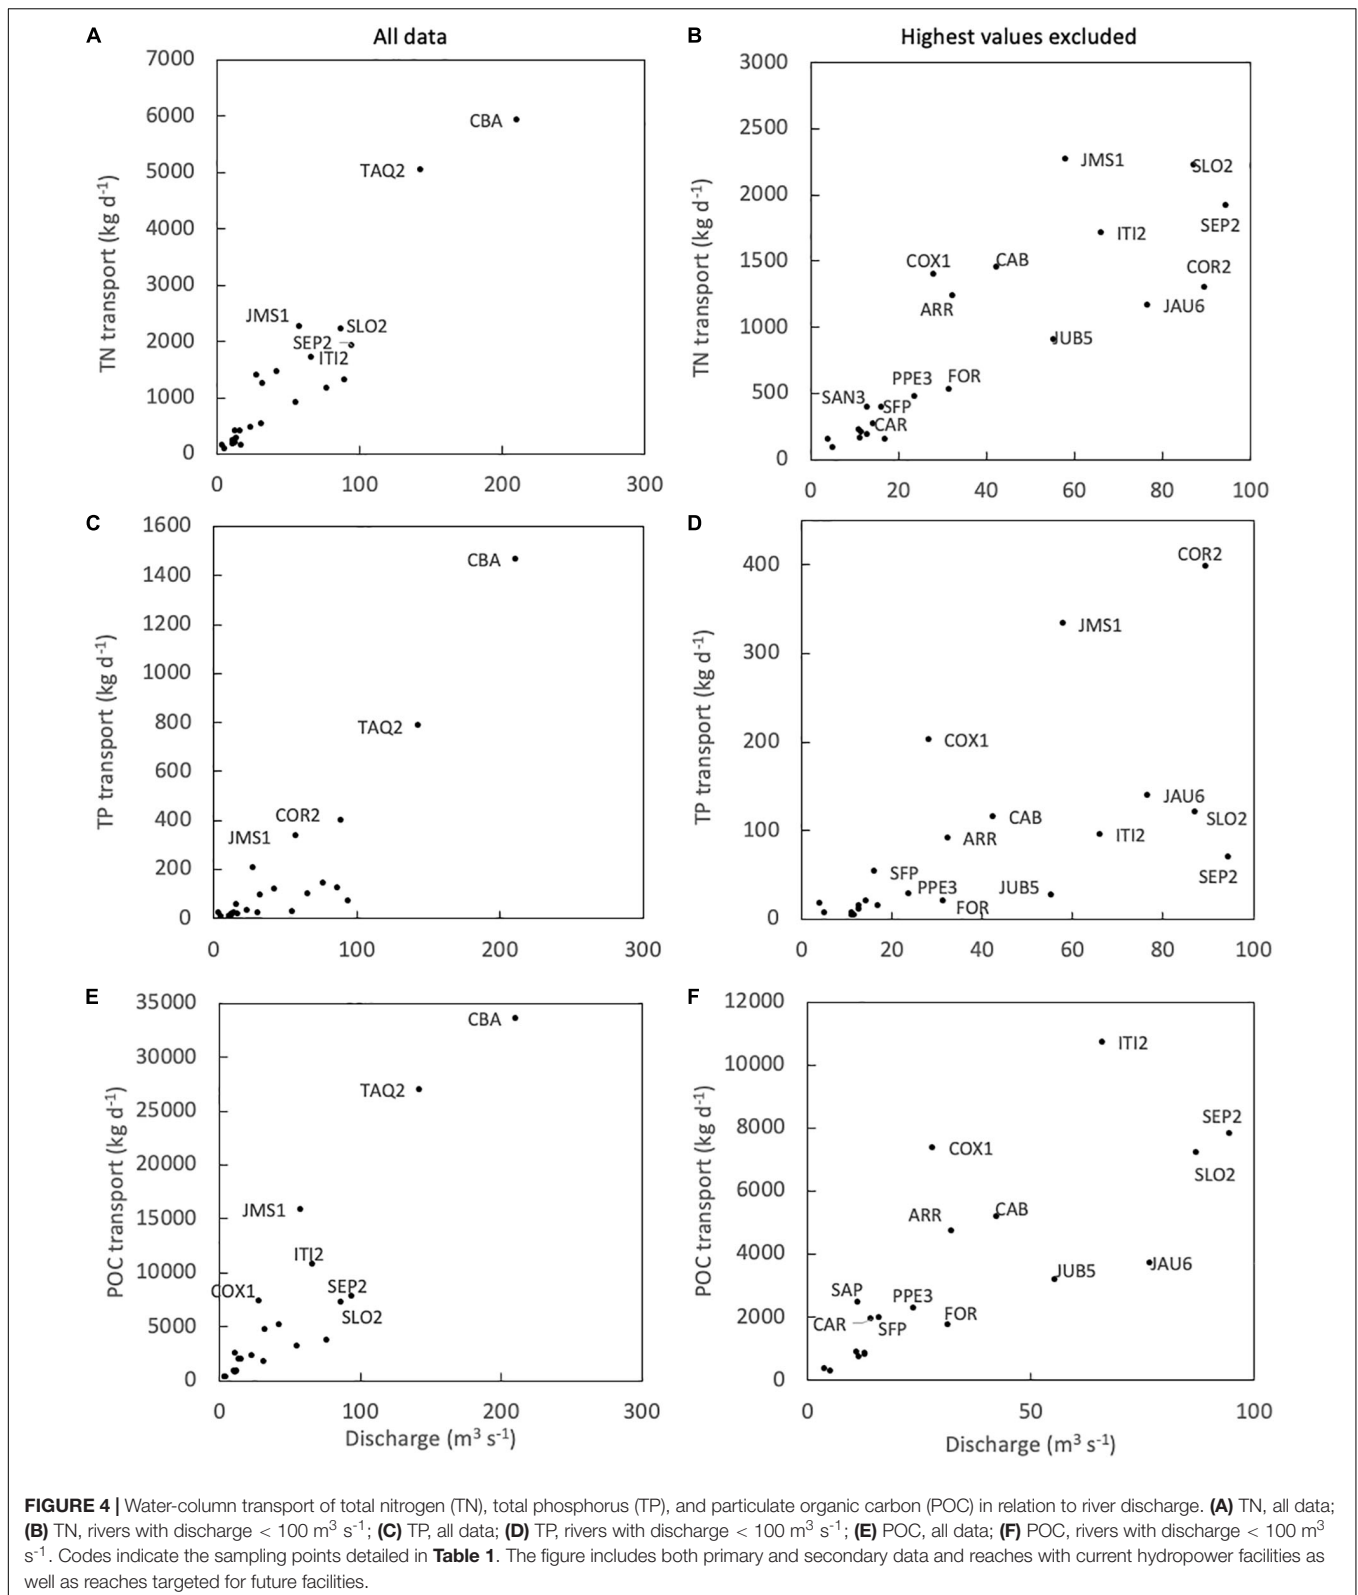 A
All data
7000
6000
5000
4000
3000
2000
1000
0
TN transport (kg d-1)
CBA
TAQ2
JMS1
SLO2
SEP2
ITI2
0 100 200 300
B
Highest values excluded
3000
2500
2000
1500
1000
500
0
TN transport (kg d-1)
JMS1
SLO2
SEP2
ITI2
COR2
COX1
CAB
ARR
JAU6
JUB5
PPE3
FOR
SAN3
SFP
CAR
0 20 40 60 80 100
C
1600
1400
1200
1000
800
600
400
200
0
TP transport (kg d-1)
CBA
TAQ2
COR2
JMS1
0 100 200 300
D
400
300
200
100
0
TP transport (kg d-1)
COR2
JMS1
COX1
JAU6
CAB
SLO2
ARR
ITI2
SFP
SEP2
PPE3
JUB5
FOR
0 20 40 60 80 100
E
35000
30000
25000
20000
15000
10000
5000
0
POC transport (kg d-1)
CBA
TAQ2
JMS1
ITI2
COX1
SEP2
SLO2
0 100 200 300
Discharge (m3 s-1)
F
12000
10000
8000
6000
4000
2000
0
POC transport (kg d-1)
ITI2
SEP2
COX1
SLO2
ARR
CAB
JUB5
JAU6
SAP
PPE3
FOR
CAR
SFP
0 50 100
Discharge (m3 s-1)
FIGURE 4 | Water-column transport of total nitrogen (TN), total phosphorus (TP), and particulate organic carbon (POC) in relation to river discharge. (A) TN, all data;
(B) TN, rivers with discharge < 100 m3 s-1; (C) TP, all data; (D) TP, rivers with discharge < 100 m3 s-1; (E) POC, all data; (F) POC, rivers with discharge < 100 m3
s-1. Codes indicate the sampling points detailed in Table 1. The figure includes both primary and secondary data and reaches with current hydropower facilities as
well as reaches targeted for future facilities.